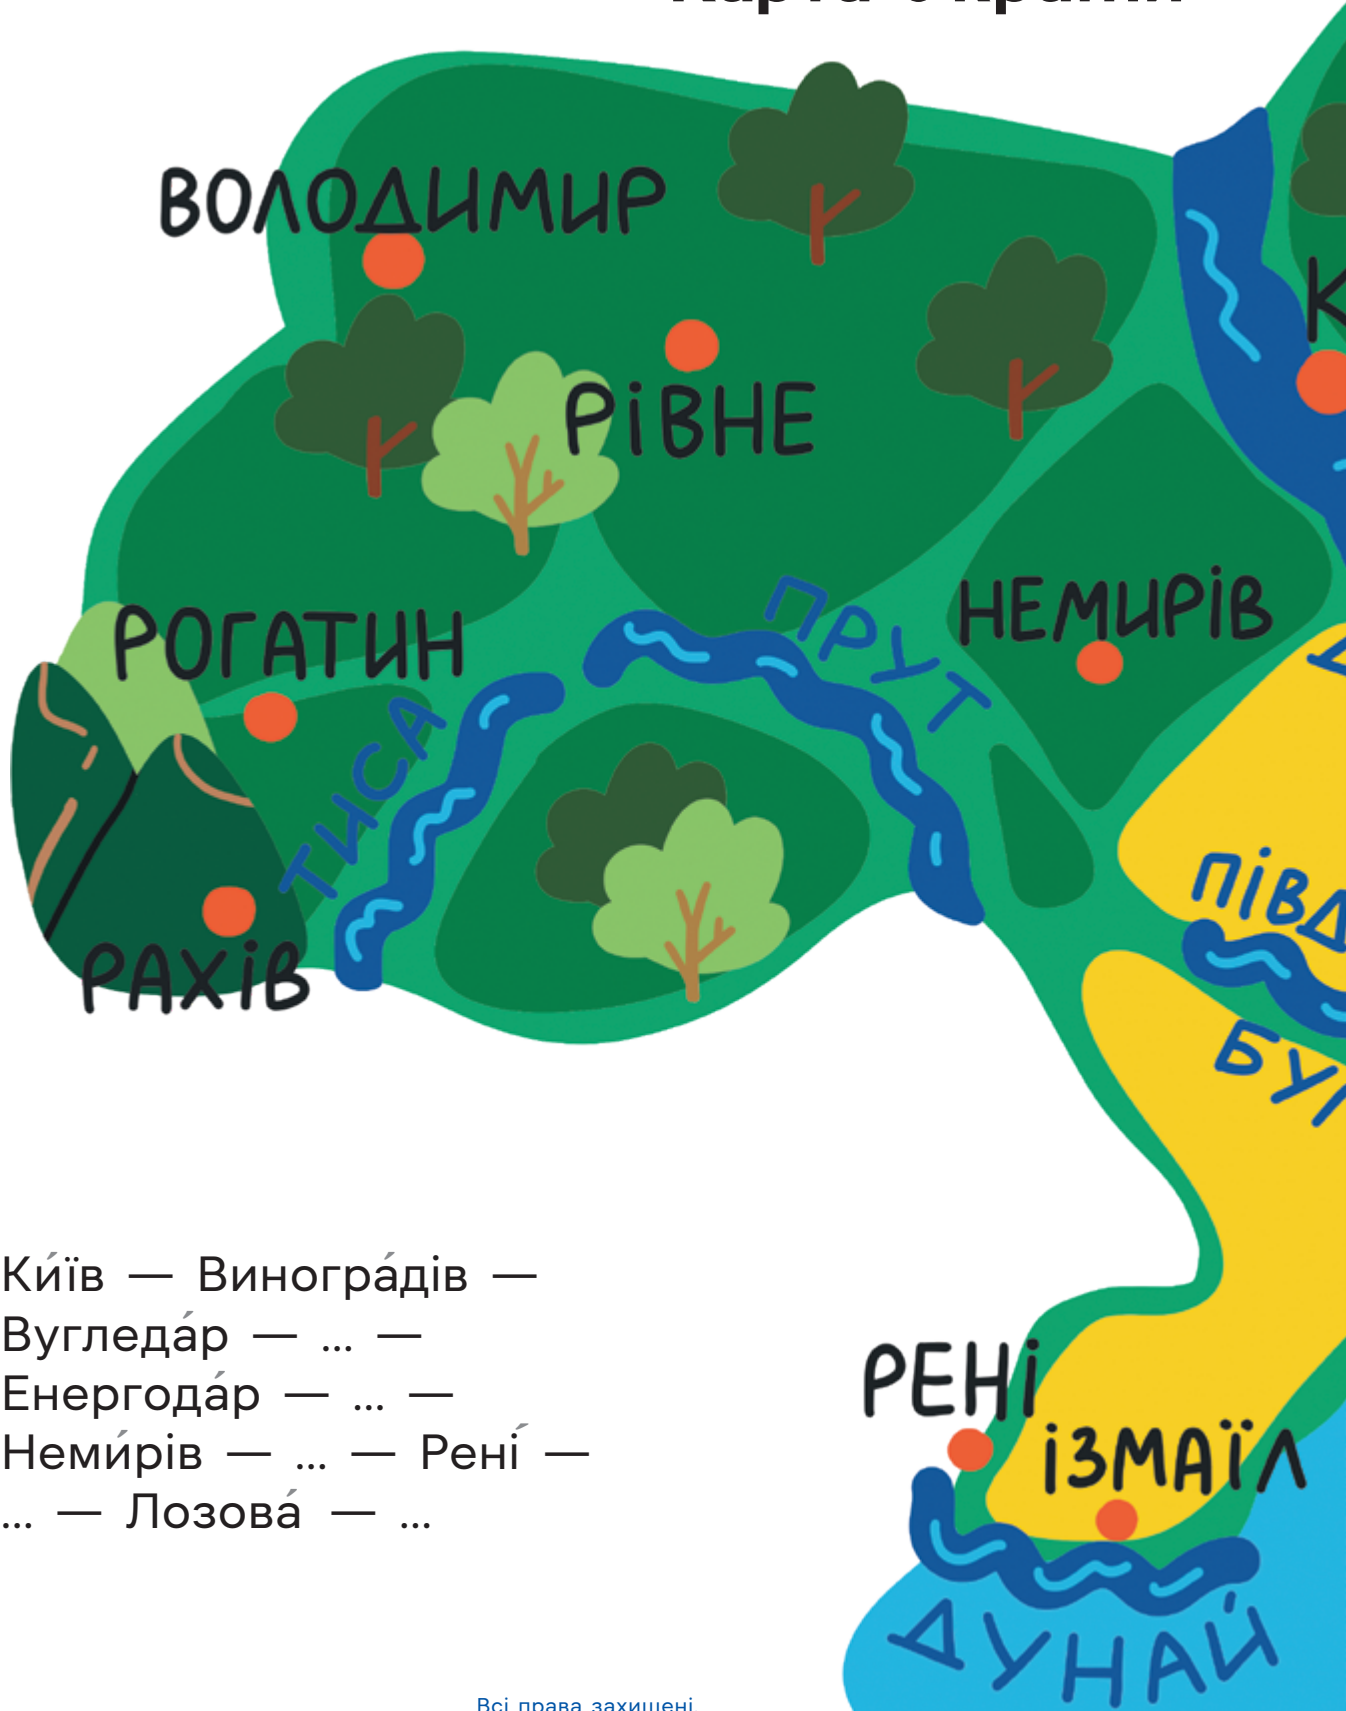 ВОЛОДИМИР
РІВНЕ
ПРУТ
НЕМИРІВ
РОГАТИН
ТИСА
РАХІВ
Ки́їв — Виногра́дів —
Вугледа́р — ... —
Енергода́р — ... —
Неми́рів — ... — Рені́ —
... — Лозова́ — ...
РЕНІ
ІЗМАЇЛ
ДУНАЙ
Всі права захищені